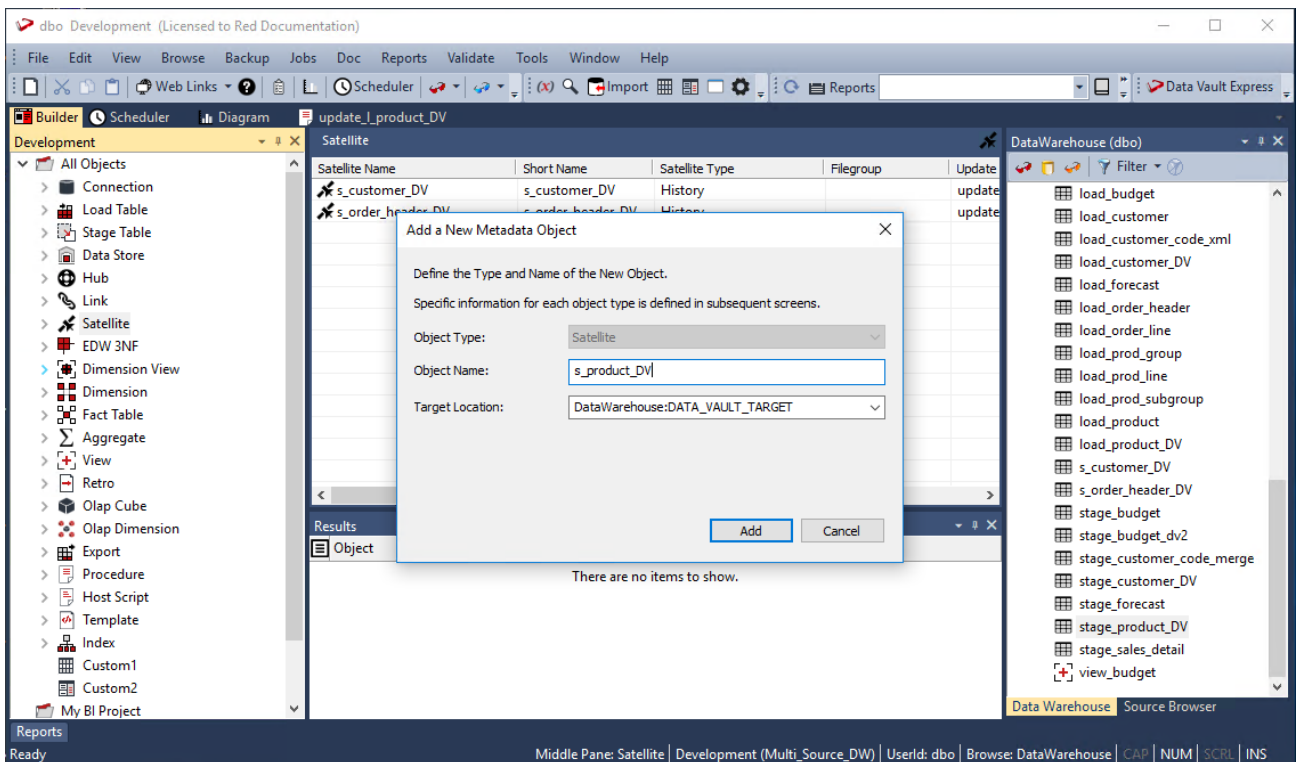 dbo Development (Licensed to Red Documentation)
File Edit View Browse Backup Jobs Doc Reports Validate Tools Window Help
Web Links Scheduler (x) Import Reports Data Vault Express
Builder Scheduler Diagram update_l_product_DV
Development
All Objects
Connection
Load Table
Stage Table
Data Store
Hub
Link
Satellite
EDW 3NF
Dimension View
Dimension
Fact Table
Aggregate
View
Retro
Olap Cube
Olap Dimension
Export
Procedure
Host Script
Template
Index
Custom1
Custom2
My BI Project
Satellite
Satellite Name Short Name Satellite Type Filegroup Update
s_customer_DV s_customer_DV History update
s_order_header_DV s_order_header_DV History update
Add a New Metadata Object
Define the Type and Name of the New Object.
Specific information for each object type is defined in subsequent screens.
Object Type: Satellite
Object Name: s_product_DV
Target Location: DataWarehouse:DATA_VAULT_TARGET
Add Cancel
Results
Object
There are no items to show.
DataWarehouse (dbo)
Filter
load_budget
load_customer
load_customer_code_xml
load_customer_DV
load_forecast
load_order_header
load_order_line
load_prod_group
load_prod_line
load_prod_subgroup
load_product
load_product_DV
s_customer_DV
s_order_header_DV
stage_budget
stage_budget_dv2
stage_customer_code_merge
stage_customer_DV
stage_forecast
stage_product_DV
stage_sales_detail
view_budget
Data Warehouse Source Browser
Reports
Ready Middle Pane: Satellite Development (Multi_Source_DW) UserId: dbo Browse: DataWarehouse CAP NUM SCRL INS